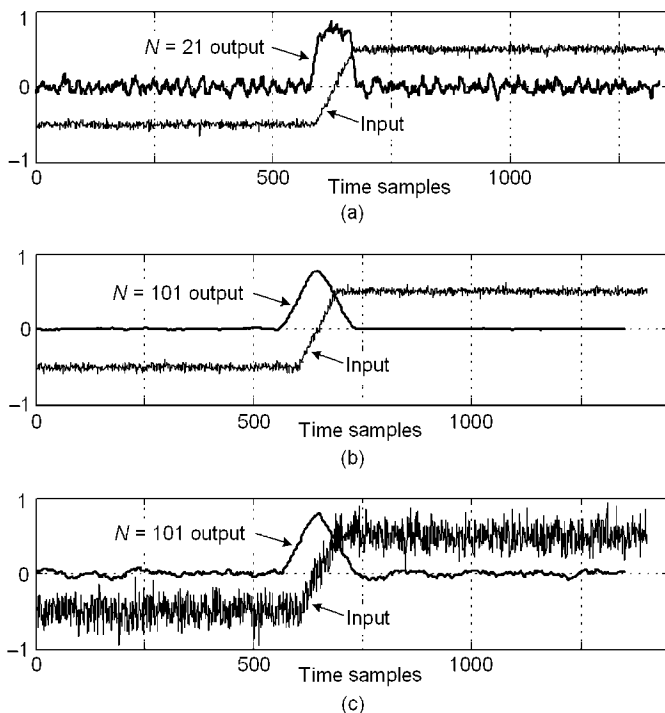 1
N = 21 output
0
Input
−1
0
500
1000
Time samples
(a)
1
N = 101 output
0
Input
−1
0
500
1000
Time samples
(b)
1
N = 101 output
0
Input
−1
0
500
1000
Time samples
(c)